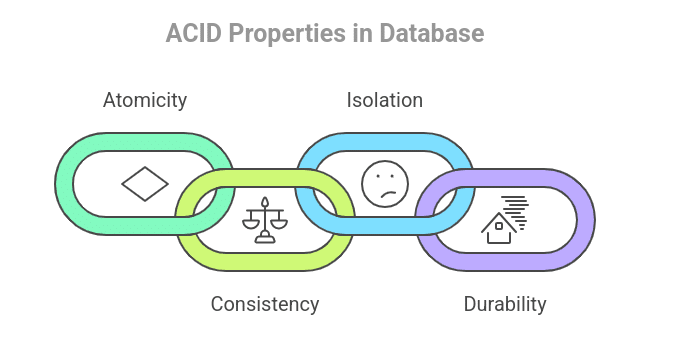 ACID Properties in Database
Atomicity
Isolation
Consistency
Durability